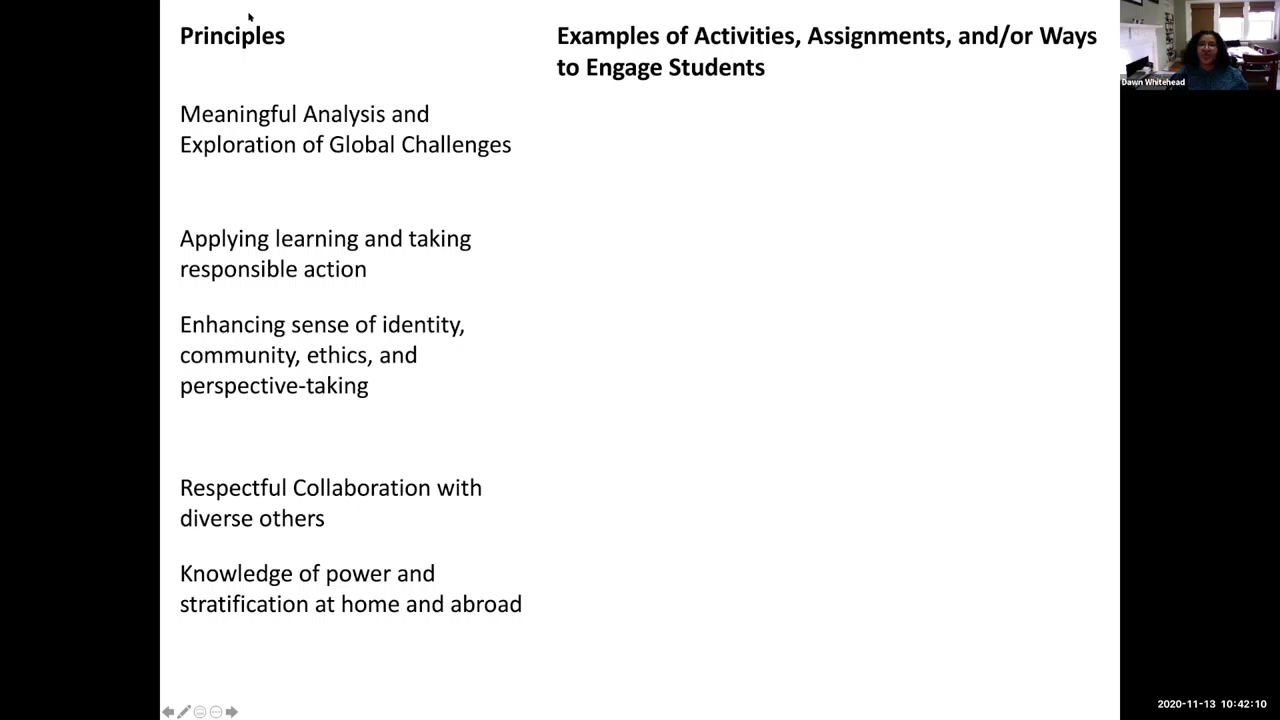 Principles
Examples of Activities, Assignments, and/or Ways
to Engage Students
Meaningful Analysis and
Exploration of Global Challenges
Applying learning and taking
responsible action
Enhancing sense of identity,
community, ethics, and
perspective-taking
Respectful Collaboration with
diverse others
Knowledge of power and
stratification at home and abroad
Dawn Whitehead
2020-11-13 10:42:10